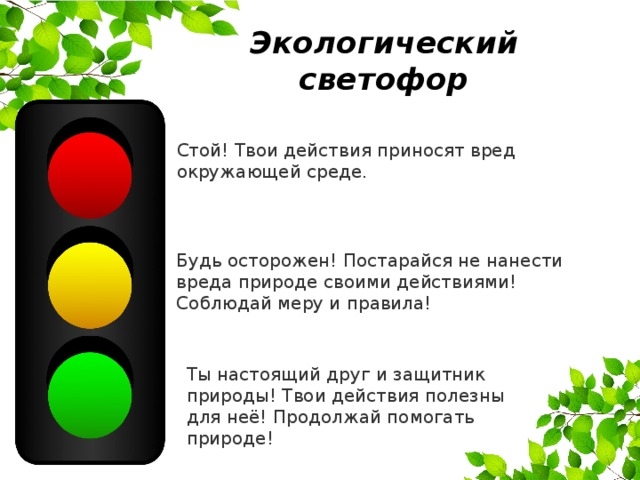 Экологический
светофор
Стой! Твои действия приносят вред
окружающей среде.
Будь осторожен! Постарайся не нанести
вреда природе своими действиями!
Соблюдай меру и правила!
Ты настоящий друг и защитник
природы! Твои действия полезны
для неё! Продолжай помогать
природе!